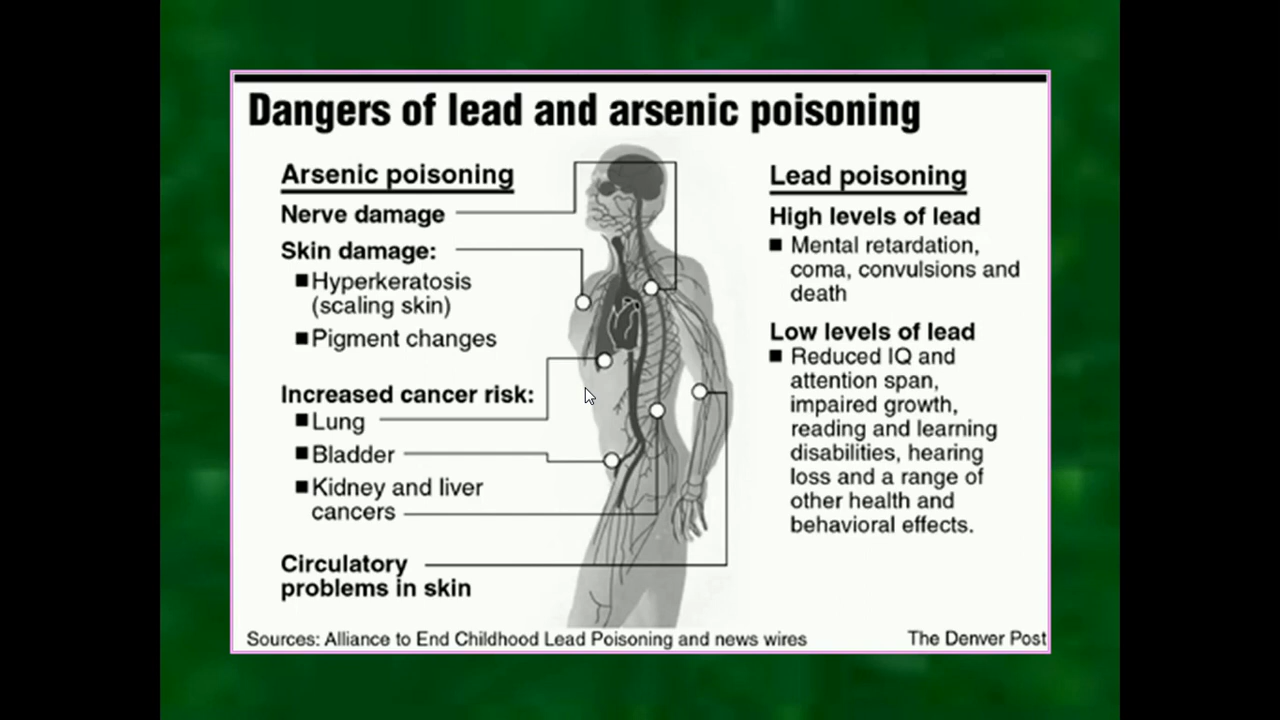 Dangers of lead and arsenic poisoning
Arsenic poisoning
Nerve damage
Skin damage:
■ Hyperkeratosis
(scaling skin)
■ Pigment changes
Increased cancer risk:
■ Lung
■ Bladder
■ Kidney and liver
cancers
Circulatory
problems in skin
Lead poisoning
High levels of lead
■ Mental retardation,
coma, convulsions and
death
Low levels of lead
■ Reduced IQ and
attention span,
impaired growth,
reading and learning
disabilities, hearing
loss and a range of
other health and
behavioral effects.
Sources: Alliance to End Childhood Lead Poisoning and news wires
The Denver Post